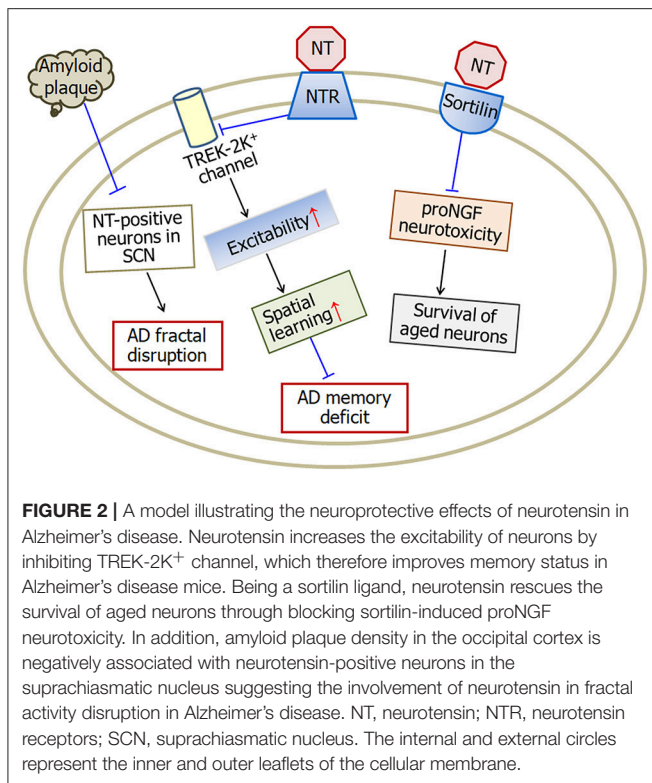 Amyloid
plaque
NT
NTR
NT
Sortilin
TREK-2K+
channel
NT-positive
neurons in
SCN
Excitability↑
proNGF
neurotoxicity
AD fractal
disruption
Spatial
learning↑
Survival of
aged neurons
AD memory
deficit
FIGURE 2 | A model illustrating the neuroprotective effects of neurotensin in
Alzheimer's disease. Neurotensin increases the excitability of neurons by
inhibiting TREK-2K+ channel, which therefore improves memory status in
Alzheimer's disease mice. Being a sortilin ligand, neurotensin rescues the
survival of aged neurons through blocking sortilin-induced proNGF
neurotoxicity. In addition, amyloid plaque density in the occipital cortex is
negatively associated with neurotensin-positive neurons in the
suprachiasmatic nucleus suggesting the involvement of neurotensin in fractal
activity disruption in Alzheimer's disease. NT, neurotensin; NTR, neurotensin
receptors; SCN, suprachiasmatic nucleus. The internal and external circles
represent the inner and outer leaflets of the cellular membrane.